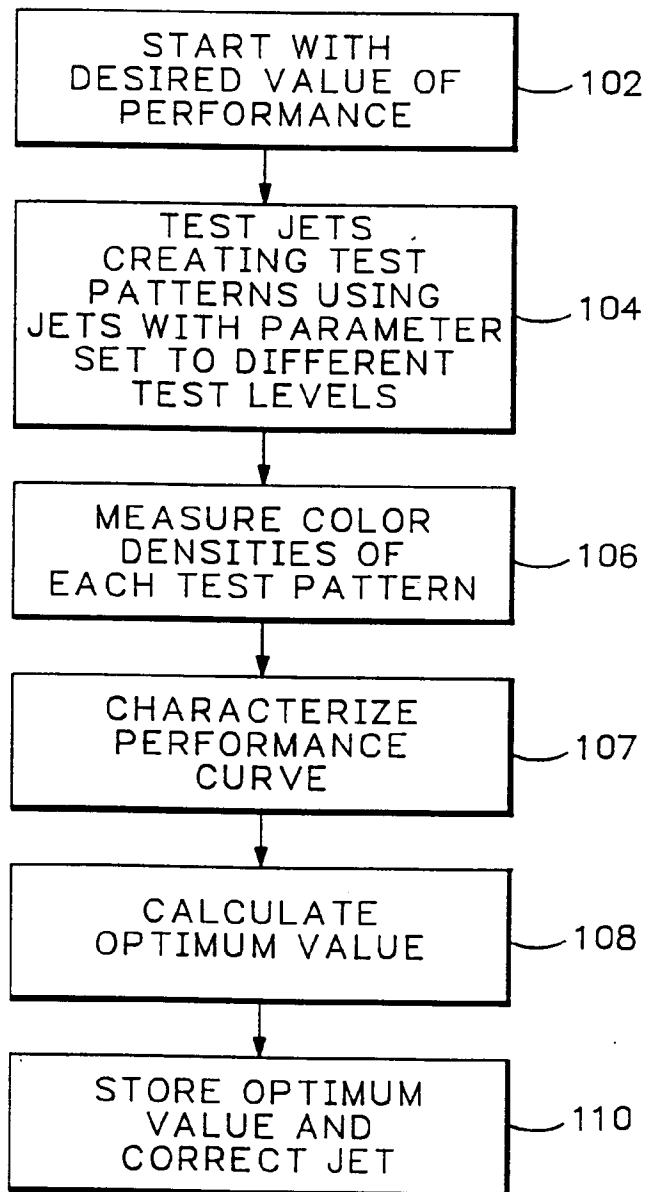 START WITH
DESIRED VALUE OF
PERFORMANCE
102
TEST JETS
CREATING TEST
PATTERNS USING
JETS WITH PARAMETER
SET TO DIFFERENT
TEST LEVELS
104
MEASURE COLOR
DENSITIES OF
EACH TEST PATTERN
106
CHARACTERIZE
PERFORMANCE
CURVE
107
CALCULATE
OPTIMUM VALUE
108
STORE OPTIMUM
VALUE AND
CORRECT JET
110